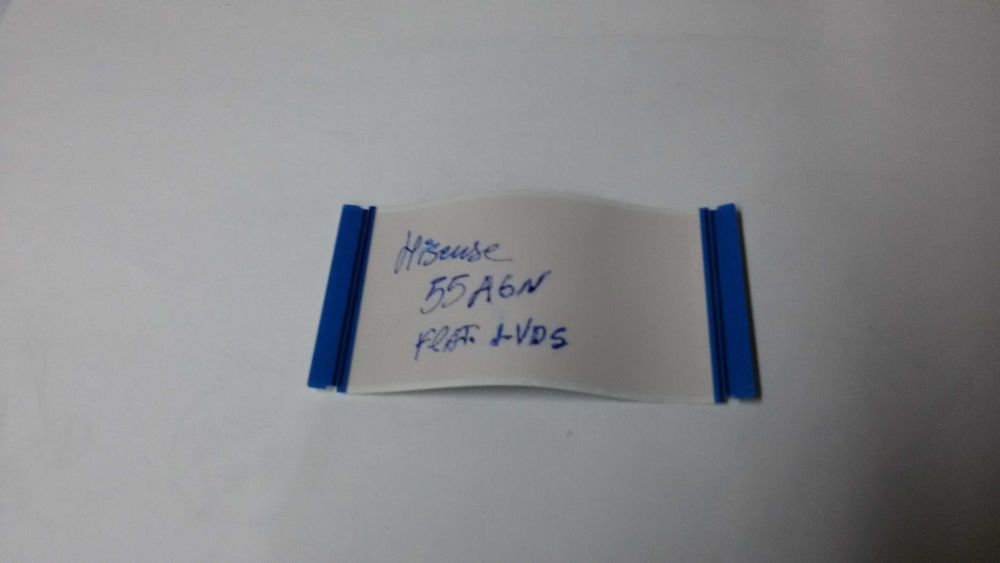 Hisense
55A6N
Flat. LVDS